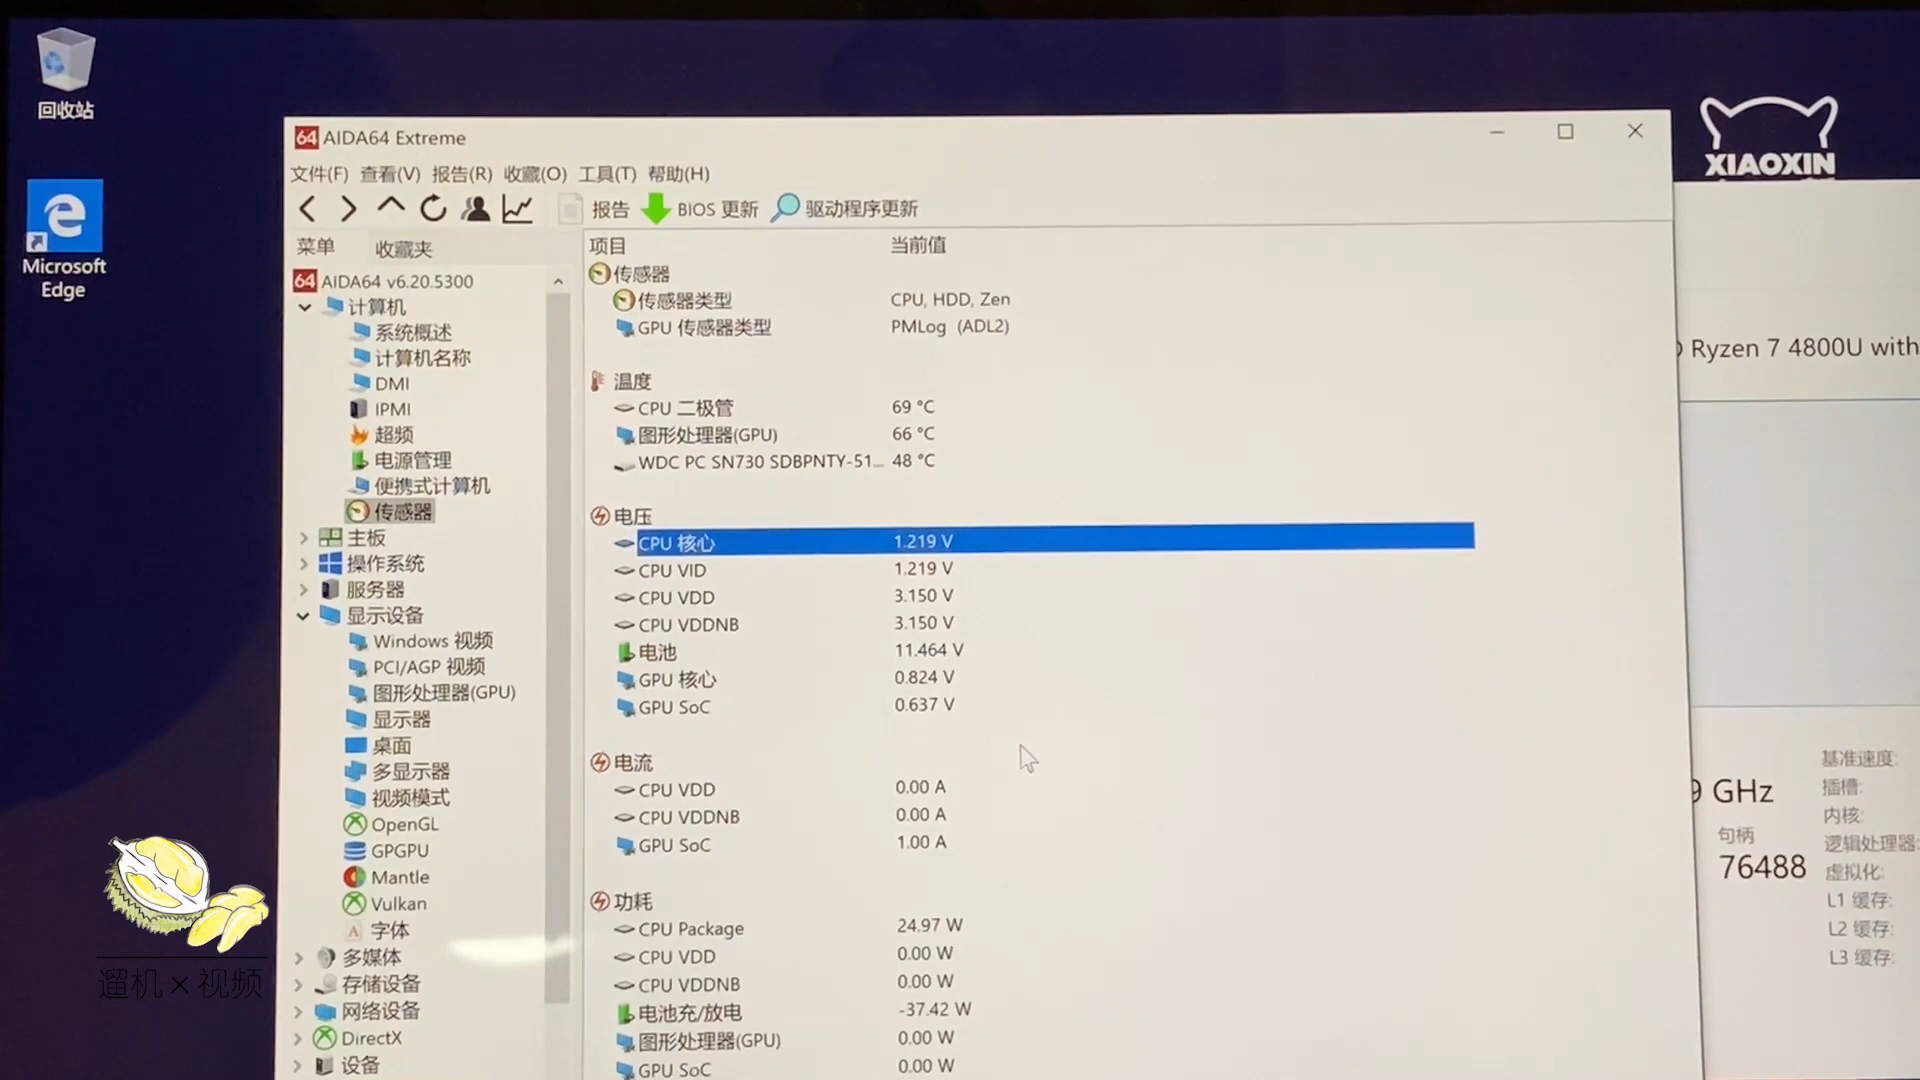 回收站
Microsoft
Edge
64 AIDA64 Extreme
XIAOXIN
文件(F) 查看(V) 报告(R) 收藏(O) 工具(T) 帮助(H)
报告 BIOS 更新 驱动程序更新
菜单 收藏夹
64 AIDA64 v6.20.5300
计算机
系统概述
计算机名称
DMI
IPMI
超频
电源管理
便携式计算机
传感器
主板
操作系统
服务器
显示设备
Windows 视频
PCI/AGP 视频
图形处理器(GPU)
显示器
桌面
多显示器
视频模式
OpenGL
GPGPU
Mantle
Vulkan
字体
多媒体
存储设备
网络设备
DirectX
设备
项目 当前值
传感器
传感器类型 CPU, HDD, Zen
GPU 传感器类型 PMLog (ADL2)
温度
CPU 二极管 69 °C
图形处理器(GPU) 66 °C
WDC PC SN730 SDBPNTY-51... 48 °C
电压
CPU 核心 1.219 V
CPU VID 1.219 V
CPU VDD 3.150 V
CPU VDDNB 3.150 V
电池 11.464 V
GPU 核心 0.824 V
GPU SoC 0.637 V
电流
CPU VDD 0.00 A
CPU VDDNB 0.00 A
GPU SoC 1.00 A
功耗
CPU Package 24.97 W
CPU VDD 0.00 W
CPU VDDNB 0.00 W
电池充/放电 -37.42 W
图形处理器(GPU) 0.00 W
GPU SoC 0.00 W
Ryzen 7 4800U with
9 GHz
句柄
76488
基准速度:
插槽:
内核:
逻辑处理器:
虚拟化:
L1 缓存:
L2 缓存:
L3 缓存:
遛机×视频